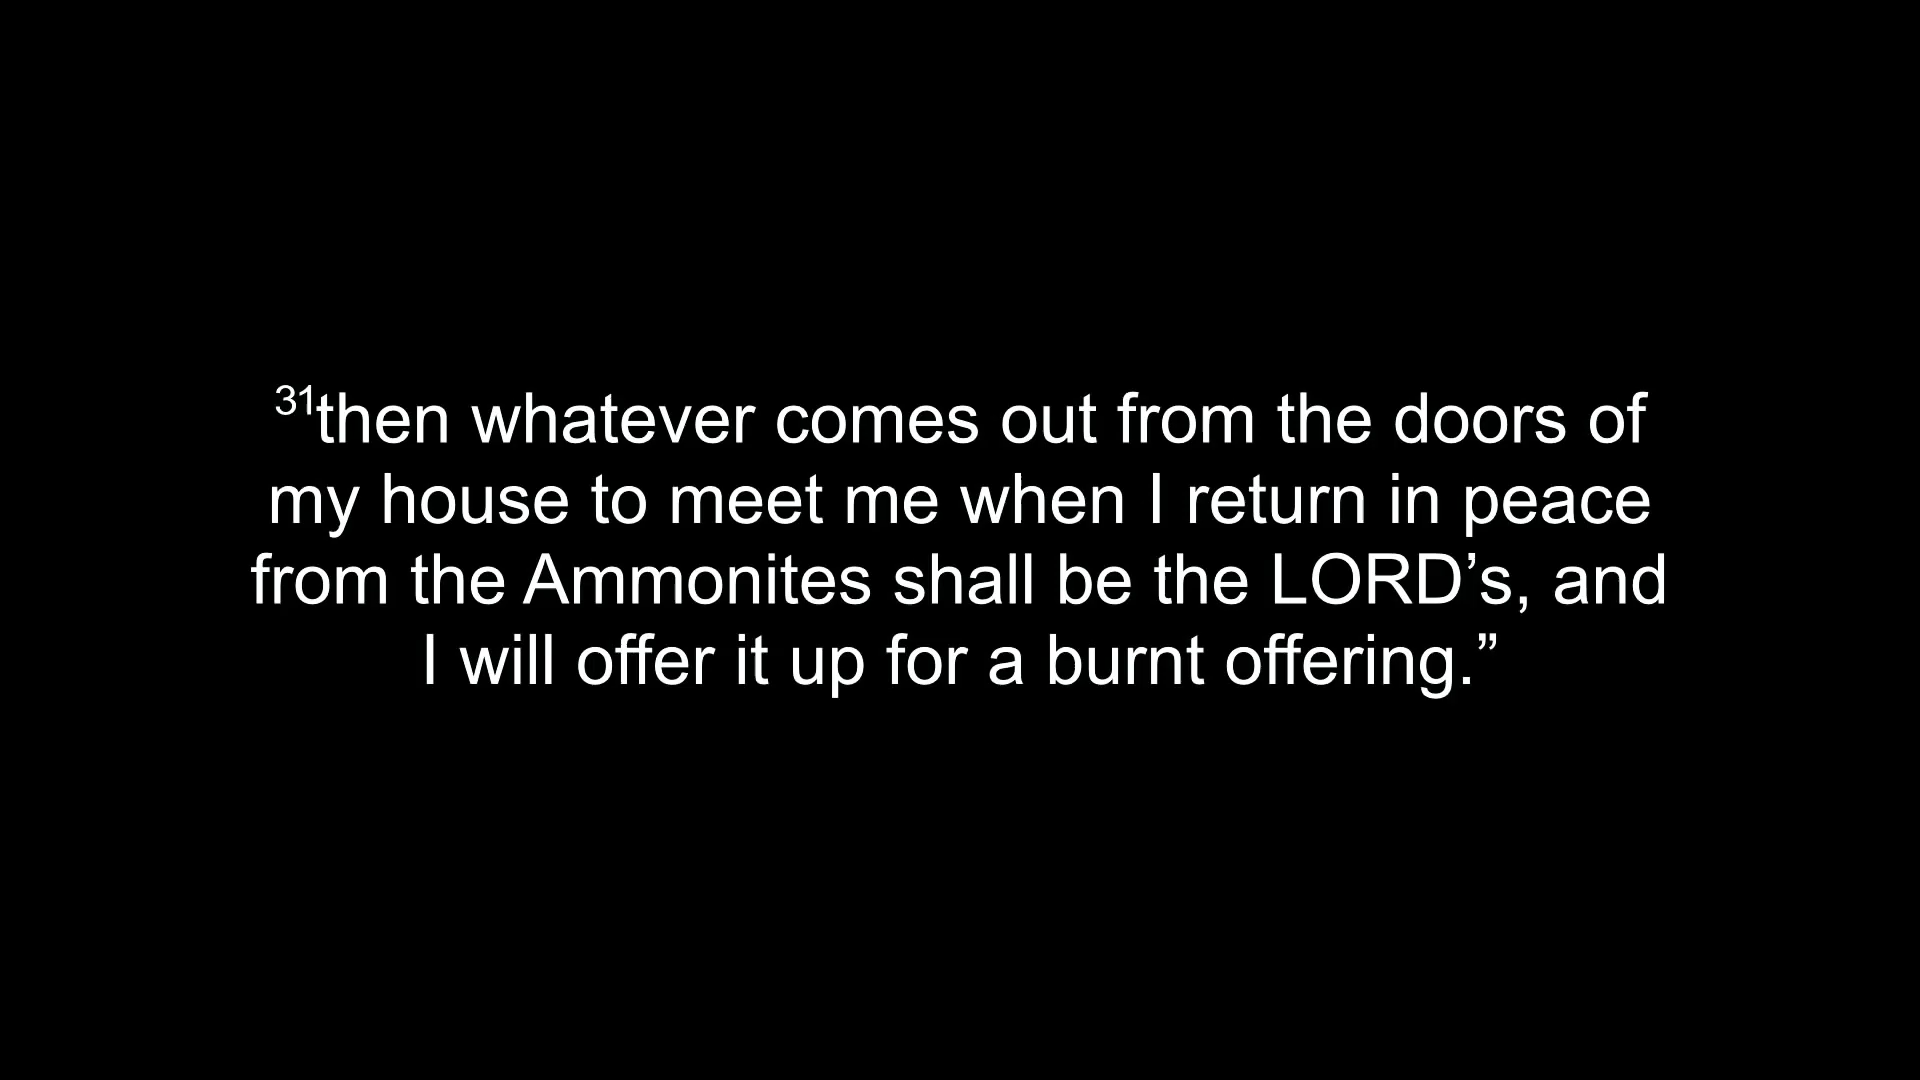 ³¹then whatever comes out from the doors of
my house to meet me when I return in peace
from the Ammonites shall be the LORD’s, and
I will offer it up for a burnt offering.”